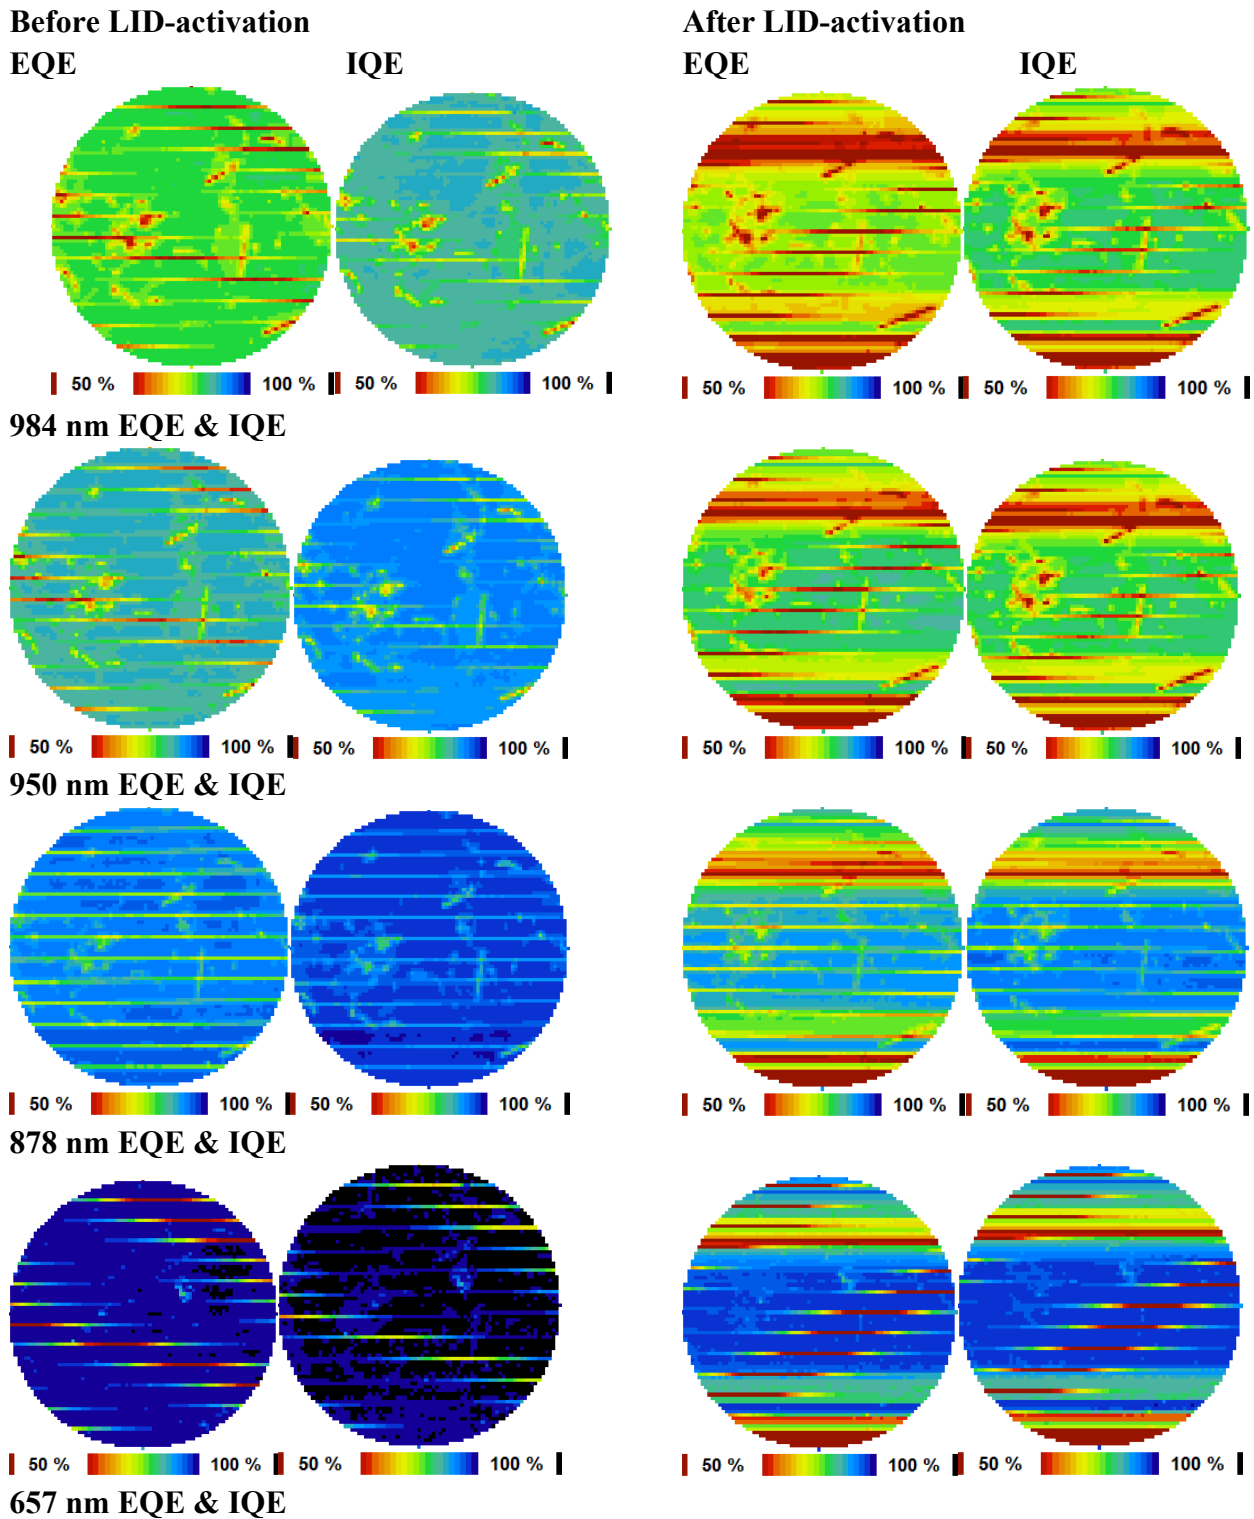 Before LID-activation After LID-activation
EQE IQE EQE IQE
50 % 100 % 50 % 100 % 50 % 100 % 50 % 100 %
984 nm EQE & IQE
50 % 100 % 50 % 100 % 50 % 100 % 50 % 100 %
950 nm EQE & IQE
50 % 100 % 50 % 100 % 50 % 100 % 50 % 100 %
878 nm EQE & IQE
50 % 100 % 50 % 100 % 50 % 100 % 50 % 100 %
657 nm EQE & IQE